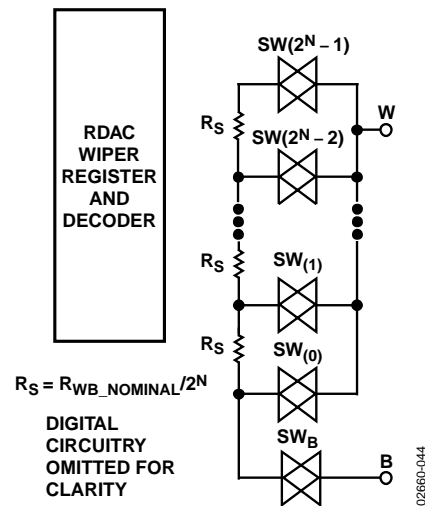 SW(2N – 1)
W
RS
SW(2N – 2)
RDAC
WIPER
REGISTER
AND
DECODER
RS
SW(1)
RS
SW(0)
RS = RWB_NOMINAL/2N
DIGITAL
CIRCUITRY
OMITTED FOR
CLARITY
SWB
B
02660-044